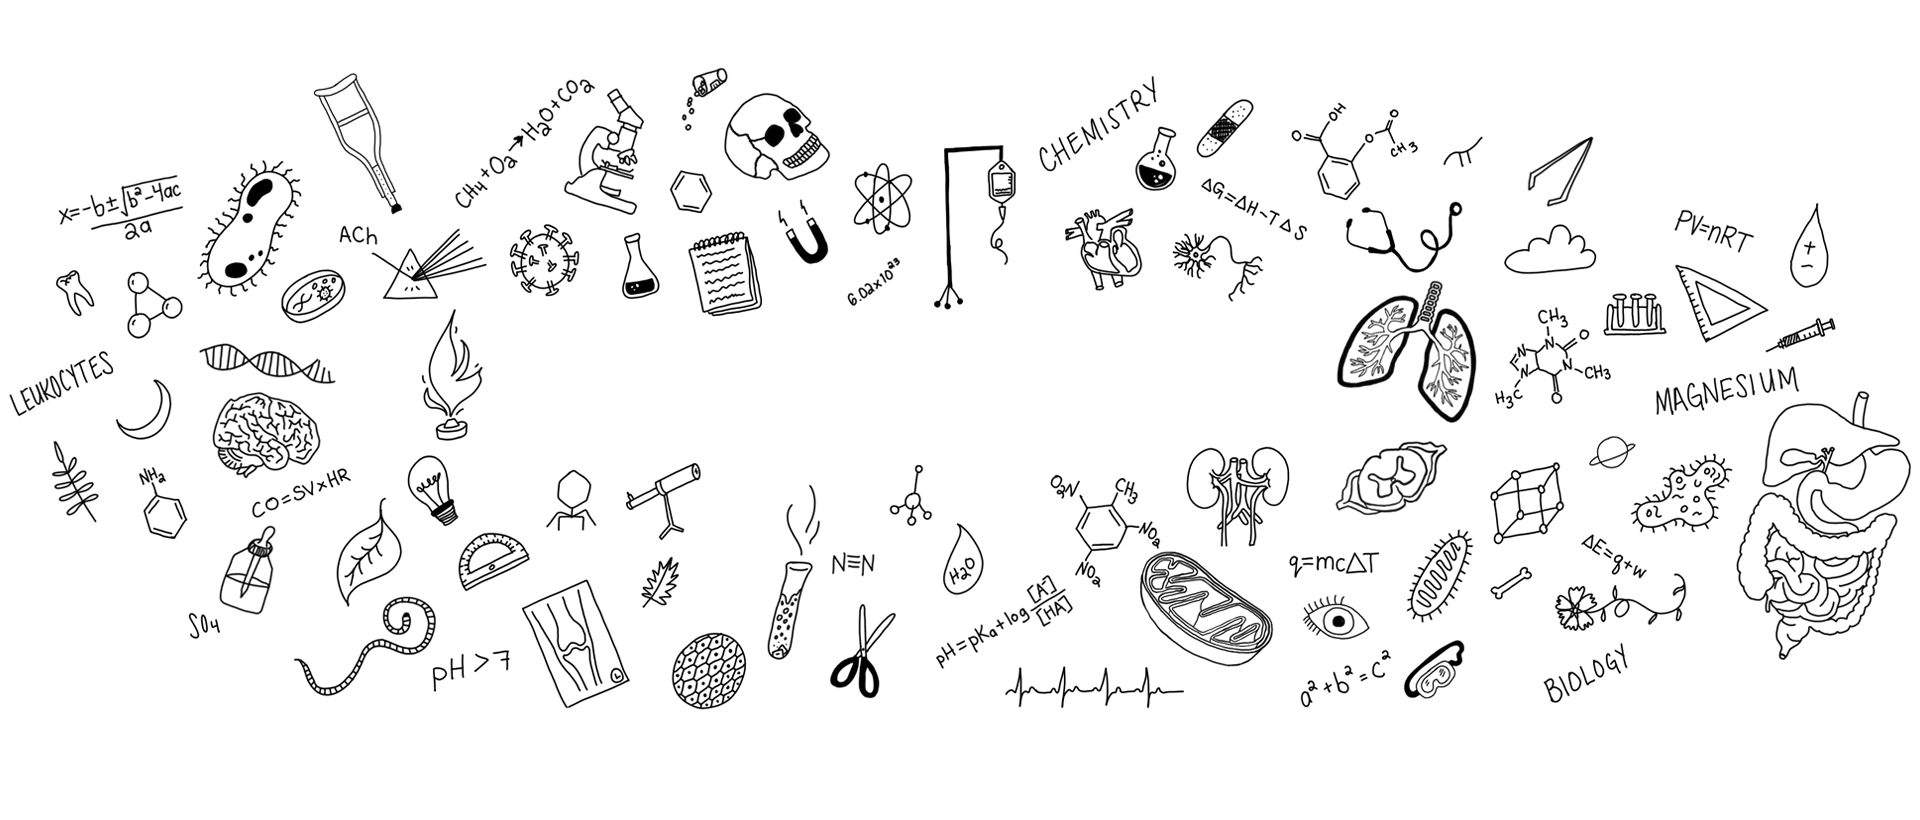 CHEMISTRY
CH4 + O2 → H2O + CO2
x = -b ± √b² - 4ac
2a
ACh
6.02x10²³
ΔG = ΔH - TΔS
OH
O
O
O
CH3
π
PV=nRT
+
-
LEUKOCYTES
CH3
N
N
O
N
N
CH3
H3C
O
MAGNESIUM
NH2
CO = SV x HR
N≡N
H2O
O2N
CH3
NO2
NO2
q=mcΔT
ΔE = q + w
SO4
pH > 7
L
pH = pKa + log [A-]
[HA]
a² + b² = c²
BIOLOGY